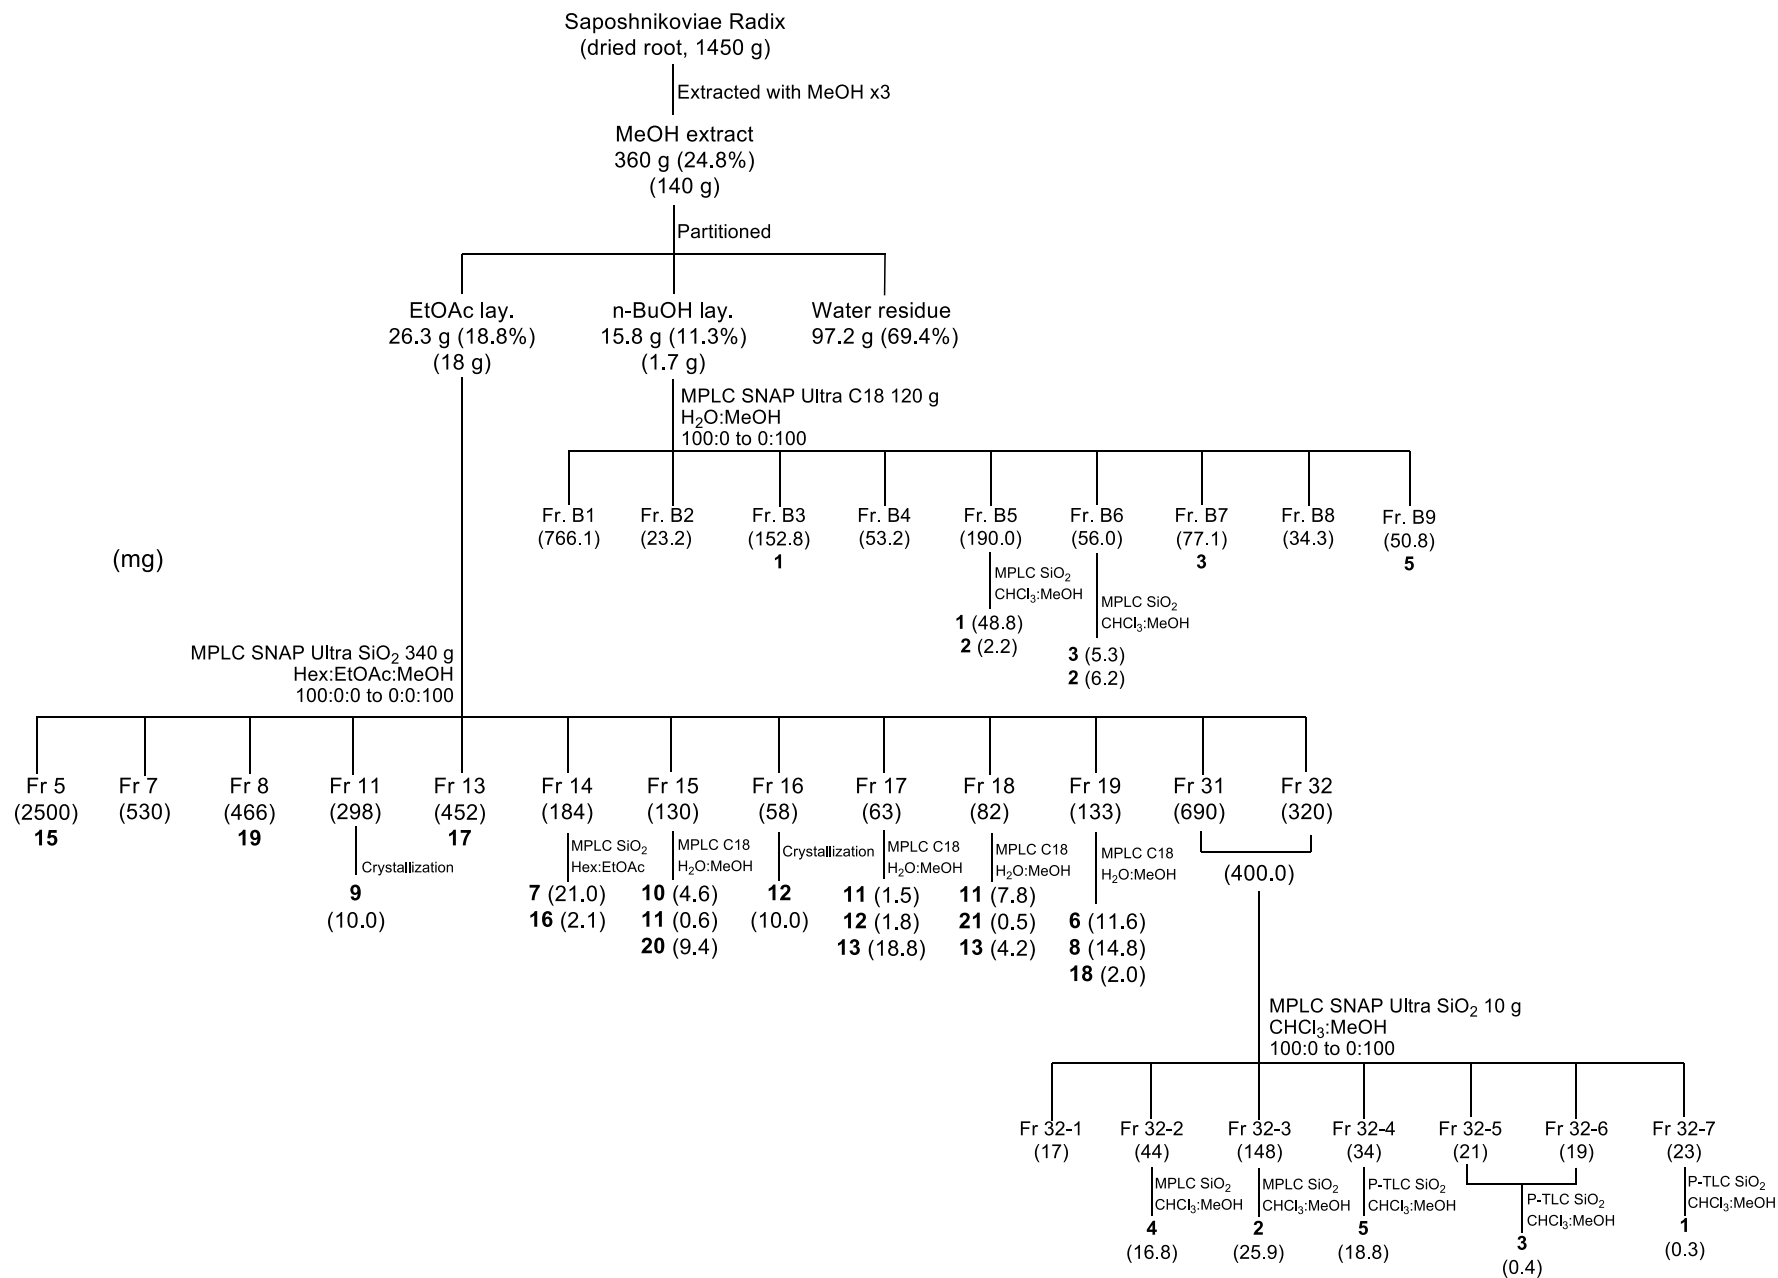 Saposhnikoviae Radix
(dried root, 1450 g)
Extracted with MeOH x3
MeOH extract
360 g (24.8%)
(140 g)
Partitioned
EtOAc lay.
26.3 g (18.8%)
(18 g)
n-BuOH lay.
15.8 g (11.3%)
(1.7 g)
Water residue
97.2 g (69.4%)
MPLC SNAP Ultra C18 120 g
H₂O:MeOH
100:0 to 0:100
Fr. B1
(766.1)
Fr. B2
(23.2)
Fr. B3
(152.8)
1
Fr. B4
(53.2)
Fr. B5
(190.0)
MPLC SiO₂
CHCl₃:MeOH
1 (48.8)
2 (2.2)
Fr. B6
(56.0)
MPLC SiO₂
CHCl₃:MeOH
3 (5.3)
2 (6.2)
Fr. B7
(77.1)
3
Fr. B8
(34.3)
Fr. B9
(50.8)
5
(mg)
MPLC SNAP Ultra SiO₂ 340 g
Hex:EtOAc:MeOH
100:0:0 to 0:0:100
Fr 5
(2500)
15
Fr 7
(530)
Fr 8
(466)
19
Fr 11
(298)
Crystallization
9
(10.0)
Fr 13
(452)
17
Fr 14
(184)
MPLC SiO₂
Hex:EtOAc
7 (21.0)
16 (2.1)
Fr 15
(130)
MPLC C18
H₂O:MeOH
10 (4.6)
11 (0.6)
20 (9.4)
Fr 16
(58)
Crystallization
12
(10.0)
Fr 17
(63)
MPLC C18
H₂O:MeOH
11 (1.5)
12 (1.8)
13 (18.8)
Fr 18
(82)
MPLC C18
H₂O:MeOH
11 (7.8)
21 (0.5)
13 (4.2)
Fr 19
(133)
MPLC C18
H₂O:MeOH
6 (11.6)
8 (14.8)
18 (2.0)
Fr 31
(690)
Fr 32
(320)
(400.0)
MPLC SNAP Ultra SiO₂ 10 g
CHCl₃:MeOH
100:0 to 0:100
Fr 32-1
(17)
Fr 32-2
(44)
MPLC SiO₂
CHCl₃:MeOH
4
(16.8)
Fr 32-3
(148)
MPLC SiO₂
CHCl₃:MeOH
2
(25.9)
Fr 32-4
(34)
P-TLC SiO₂
CHCl₃:MeOH
5
(18.8)
Fr 32-5
(21)
Fr 32-6
(19)
P-TLC SiO₂
CHCl₃:MeOH
3
(0.4)
Fr 32-7
(23)
P-TLC SiO₂
CHCl₃:MeOH
1
(0.3)